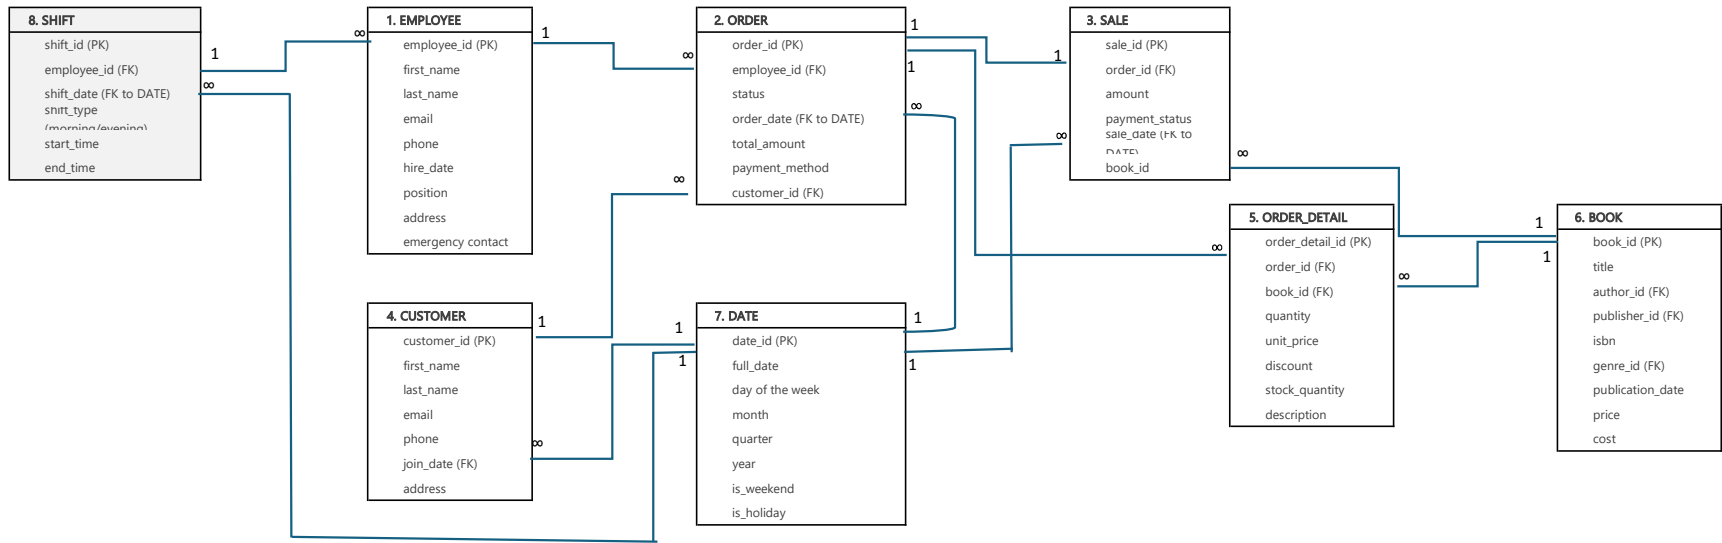 8. SHIFT
shift_id (PK)
employee_id (FK)
shift_date (FK to DATE)
shift_type
(morning/evening)
start_time
end_time
1
∞
∞
1. EMPLOYEE
employee_id (PK)
first_name
last_name
email
phone
hire_date
position
address
emergency contact
1
∞
∞
2. ORDER
order_id (PK)
employee_id (FK)
status
order_date (FK to DATE)
total_amount
payment_method
customer_id (FK)
1
1
∞
1
∞
3. SALE
sale_id (PK)
order_id (FK)
amount
payment_status
sale_date (FK to
DATE)
book_id
∞
4. CUSTOMER
customer_id (PK)
first_name
last_name
email
phone
join_date (FK)
address
1
∞
1
1
7. DATE
date_id (PK)
full_date
day of the week
month
quarter
year
is_weekend
is_holiday
1
1
∞
5. ORDER_DETAIL
order_detail_id (PK)
order_id (FK)
book_id (FK)
quantity
unit_price
discount
stock_quantity
description
∞
1
1
6. BOOK
book_id (PK)
title
author_id (FK)
publisher_id (FK)
isbn
genre_id (FK)
publication_date
price
cost